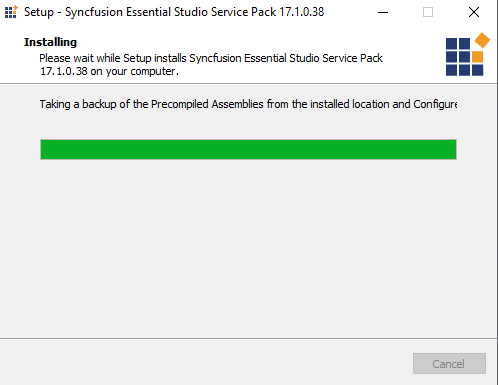 Setup - Syncfusion Essential Studio Service Pack 17.1.0.38
Installing
Please wait while Setup installs Syncfusion Essential Studio Service Pack
17.1.0.38 on your computer.
Taking a backup of the Precompiled Assemblies from the installed location and Configure
Cancel